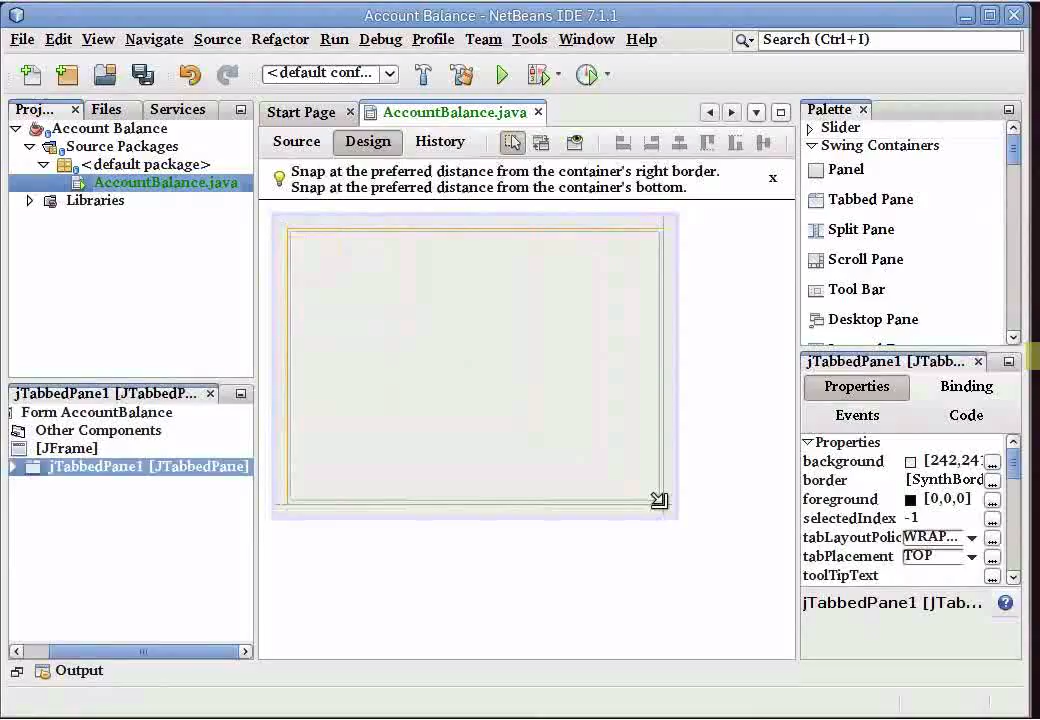 Account Balance - NetBeans IDE 7.1.1
File Edit View Navigate Source Refactor Run Debug Profile Team Tools Window Help
Search (Ctrl+I)
<default conf...
Proj... x Files Services
Account Balance
Source Packages
<default package>
AccountBalance.java
Libraries
Start Page x AccountBalance.java x
Source Design History
Snap at the preferred distance from the container's right border.
Snap at the preferred distance from the container's bottom.
x
Palette x
Slider
Swing Containers
Panel
Tabbed Pane
Split Pane
Scroll Pane
Tool Bar
Desktop Pane
jTabbedPane1 [JTabbedP... x
Form AccountBalance
Other Components
[JFrame]
jTabbedPane1 [JTabbedPane]
jTabbedPane1 [JTabb... x
Properties Binding
Events Code
Properties
background [242,241
border [SynthBord
foreground [0,0,0]
selectedIndex -1
tabLayoutPolic WRAP...
tabPlacement TOP
toolTipText
jTabbedPane1 [JTab...
Output